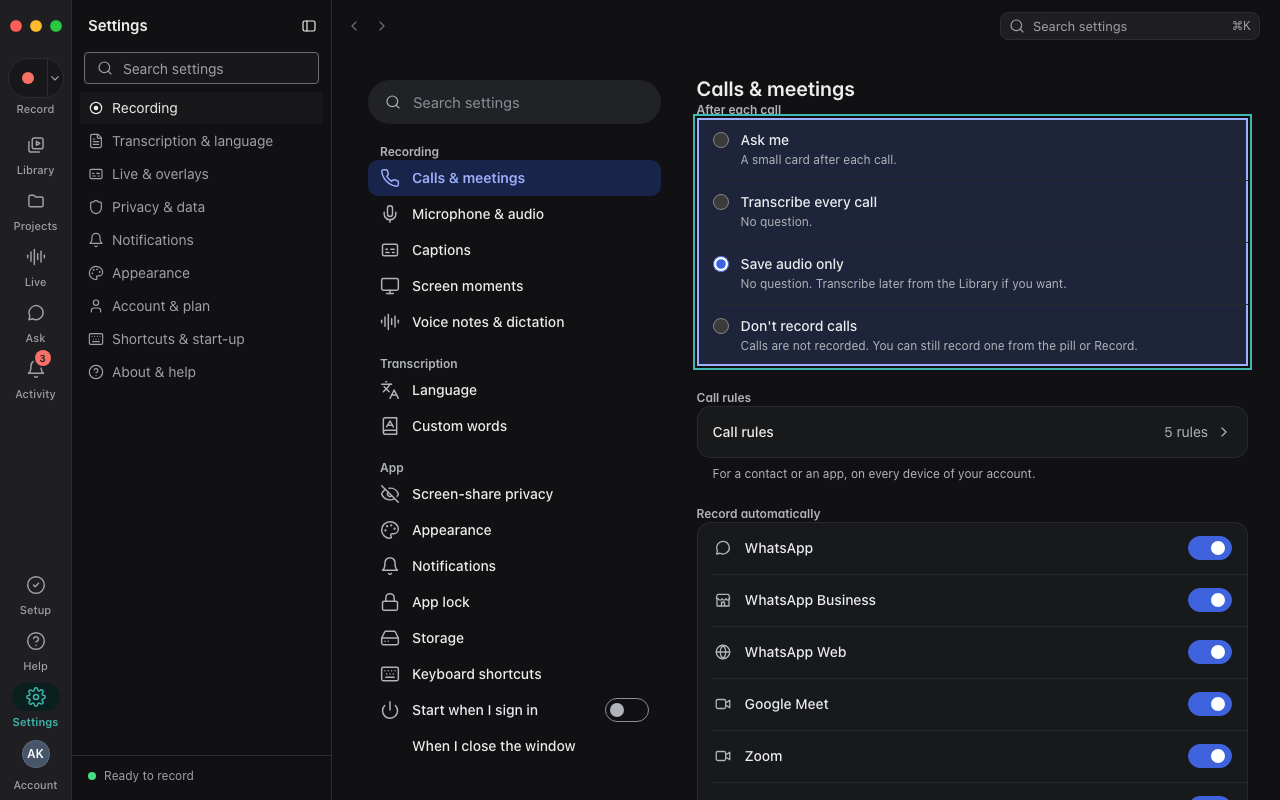 Record
Library
Projects
Live
Ask
3
Activity
Setup
Help
Settings
AK
Account
Settings
Search settings
Recording
Transcription & language
Live & overlays
Privacy & data
Notifications
Appearance
Account & plan
Shortcuts & start-up
About & help
Ready to record
Search settings ⌘K
Search settings
Recording
Calls & meetings
Microphone & audio
Captions
Screen moments
Voice notes & dictation
Transcription
Language
Custom words
App
Screen-share privacy
Appearance
Notifications
App lock
Storage
Keyboard shortcuts
Start when I sign in
When I close the window
Calls & meetings
After each call
Ask me
A small card after each call.
Transcribe every call
No question.
Save audio only
No question. Transcribe later from the Library if you want.
Don't record calls
Calls are not recorded. You can still record one from the pill or Record.
Call rules
Call rules 5 rules
For a contact or an app, on every device of your account.
Record automatically
WhatsApp
WhatsApp Business
WhatsApp Web
Google Meet
Zoom